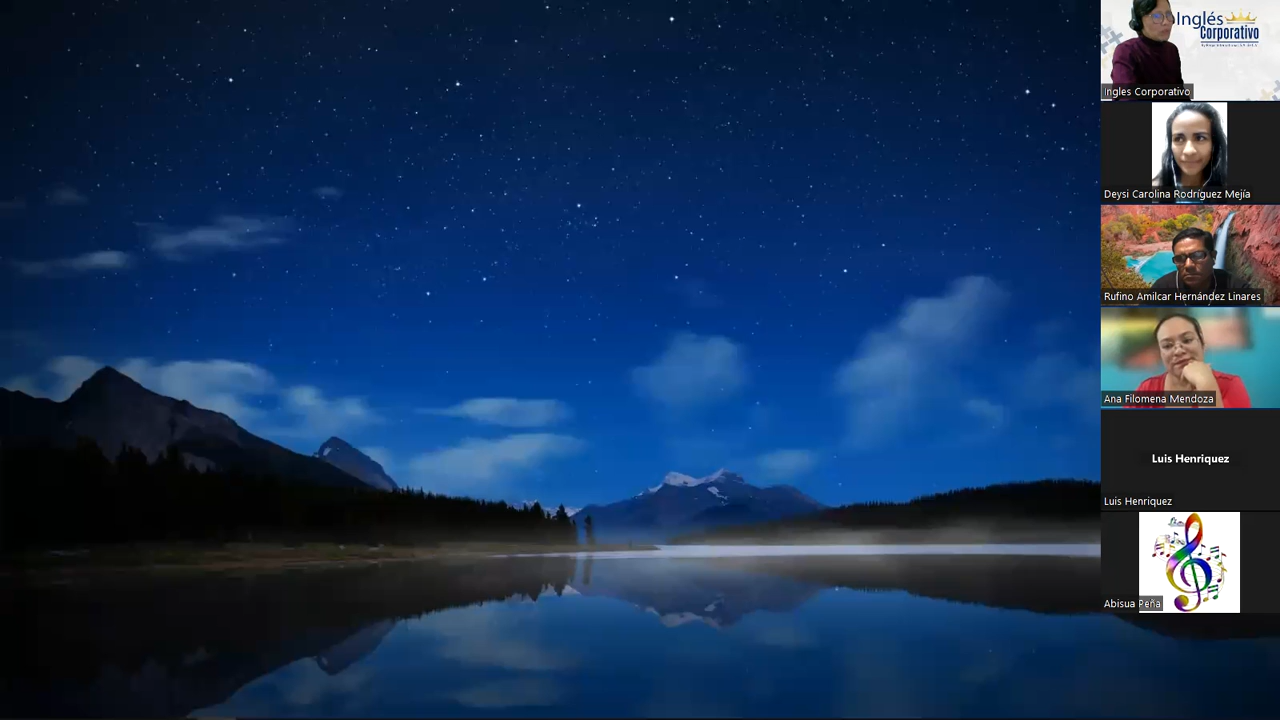 Inglés
Corporativo
Ingles Corporativo
Deysi Carolina Rodríguez Mejía
Rufino Amilcar Hernández Linares
Ana Filomena Mendoza
Luis Henriquez
Luis Henriquez
Abisua Peña